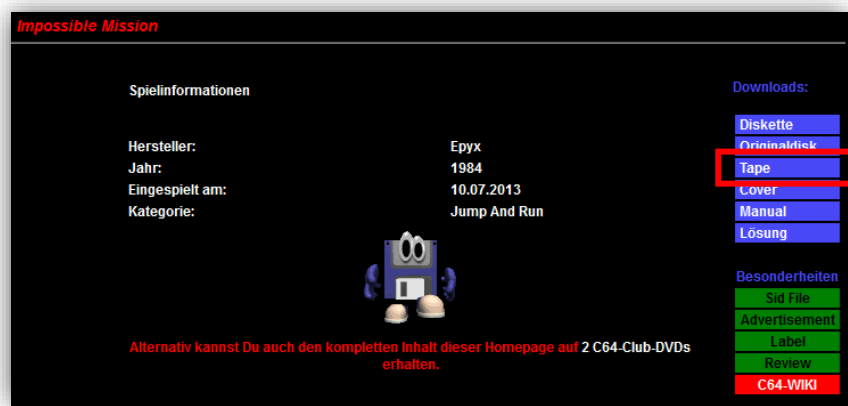 Impossible Mission
Spielinformationen
Hersteller: Epyx
Jahr: 1984
Eingespielt am: 10.07.2013
Kategorie: Jump And Run
Alternativ kannst Du auch den kompletten Inhalt dieser Homepage auf 2 C64-Club-DVDs
erhalten.
Downloads:
Diskette
Originaldisk
Tape
Cover
Manual
Lösung
Besonderheiten
Sid File
Advertisement
Label
Review
C64-WIKI